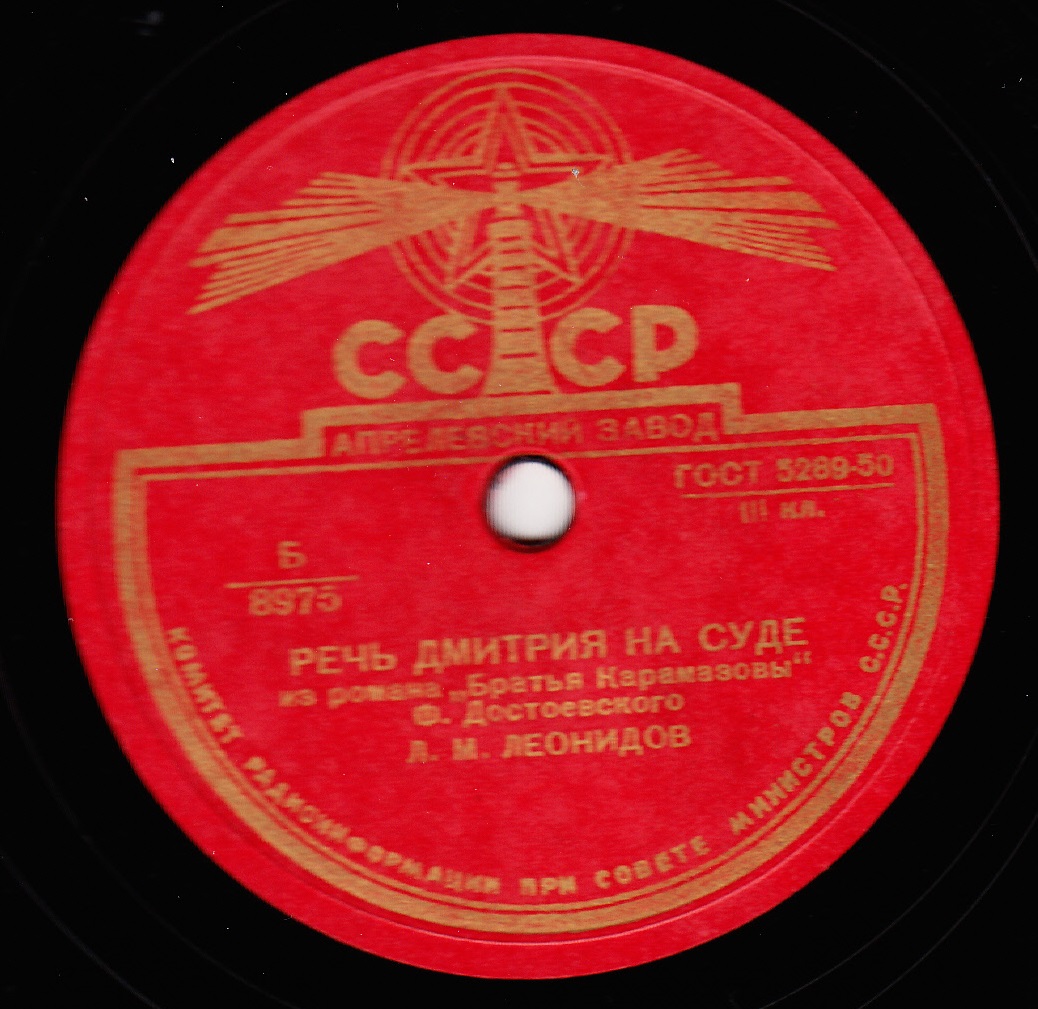 СССР
АПРЕЛЕВСКИЙ ЗАВОД
ГОСТ 5289-50
III кл.
Б
8975
РЕЧЬ ДМИТРИЯ НА СУДЕ
из романа „Братья Карамазовы“
Ф. Достоевского
Л. М. ЛЕОНИДОВ
КОМИТЕТ РАДИОИНФОРМАЦИИ ПРИ СОВЕТЕ МИНИСТРОВ С.С.С.Р.